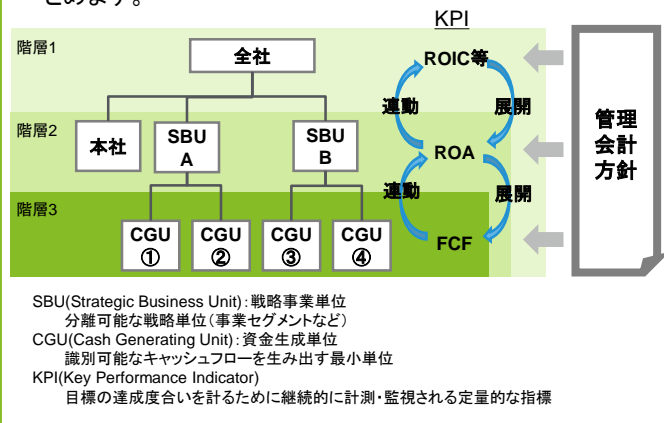 とめます。
KPI
階層1
全社
ROIC等
連動
展開
階層2
本社
SBU
A
SBU
B
ROA
管理
会計
方針
連動
展開
階層3
CGU
①
CGU
②
CGU
③
CGU
④
FCF
SBU(Strategic Business Unit):戦略事業単位
分離可能な戦略単位(事業セグメントなど)
CGU(Cash Generating Unit):資金生成単位
識別可能なキャッシュフローを生み出す最小単位
KPI(Key Performance Indicator)
目標の達成度合いを計るために継続的に計測・監視される定量的な指標